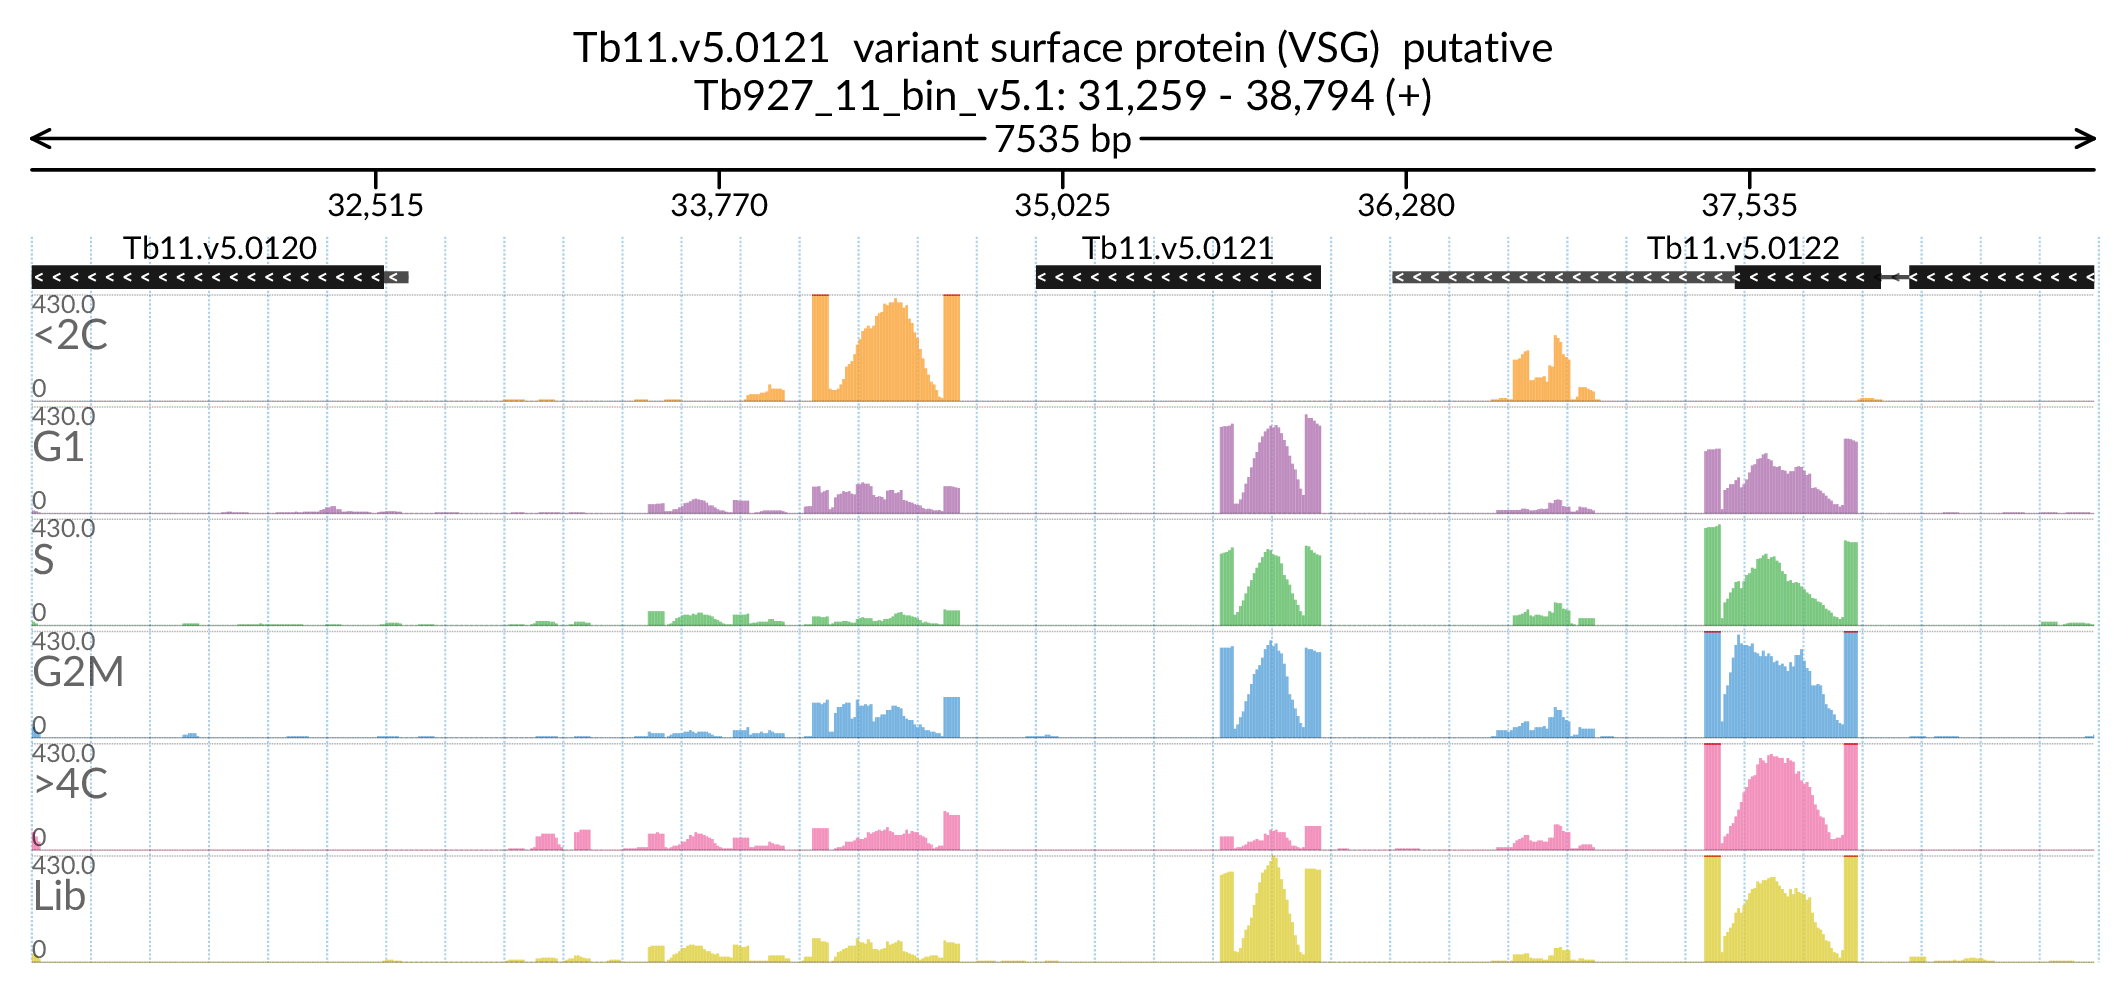 Tb11.v5.0121 variant surface protein (VSG) putative
Tb927_11_bin_v5.1: 31,259 - 38,794 (+)
7535 bp
32,515 33,770 35,025 36,280 37,535
Tb11.v5.0120 Tb11.v5.0121 Tb11.v5.0122
430.0
<2C
0
430.0
G1
0
430.0
S
0
430.0
G2M
0
430.0
>4C
0
430.0
Lib
0